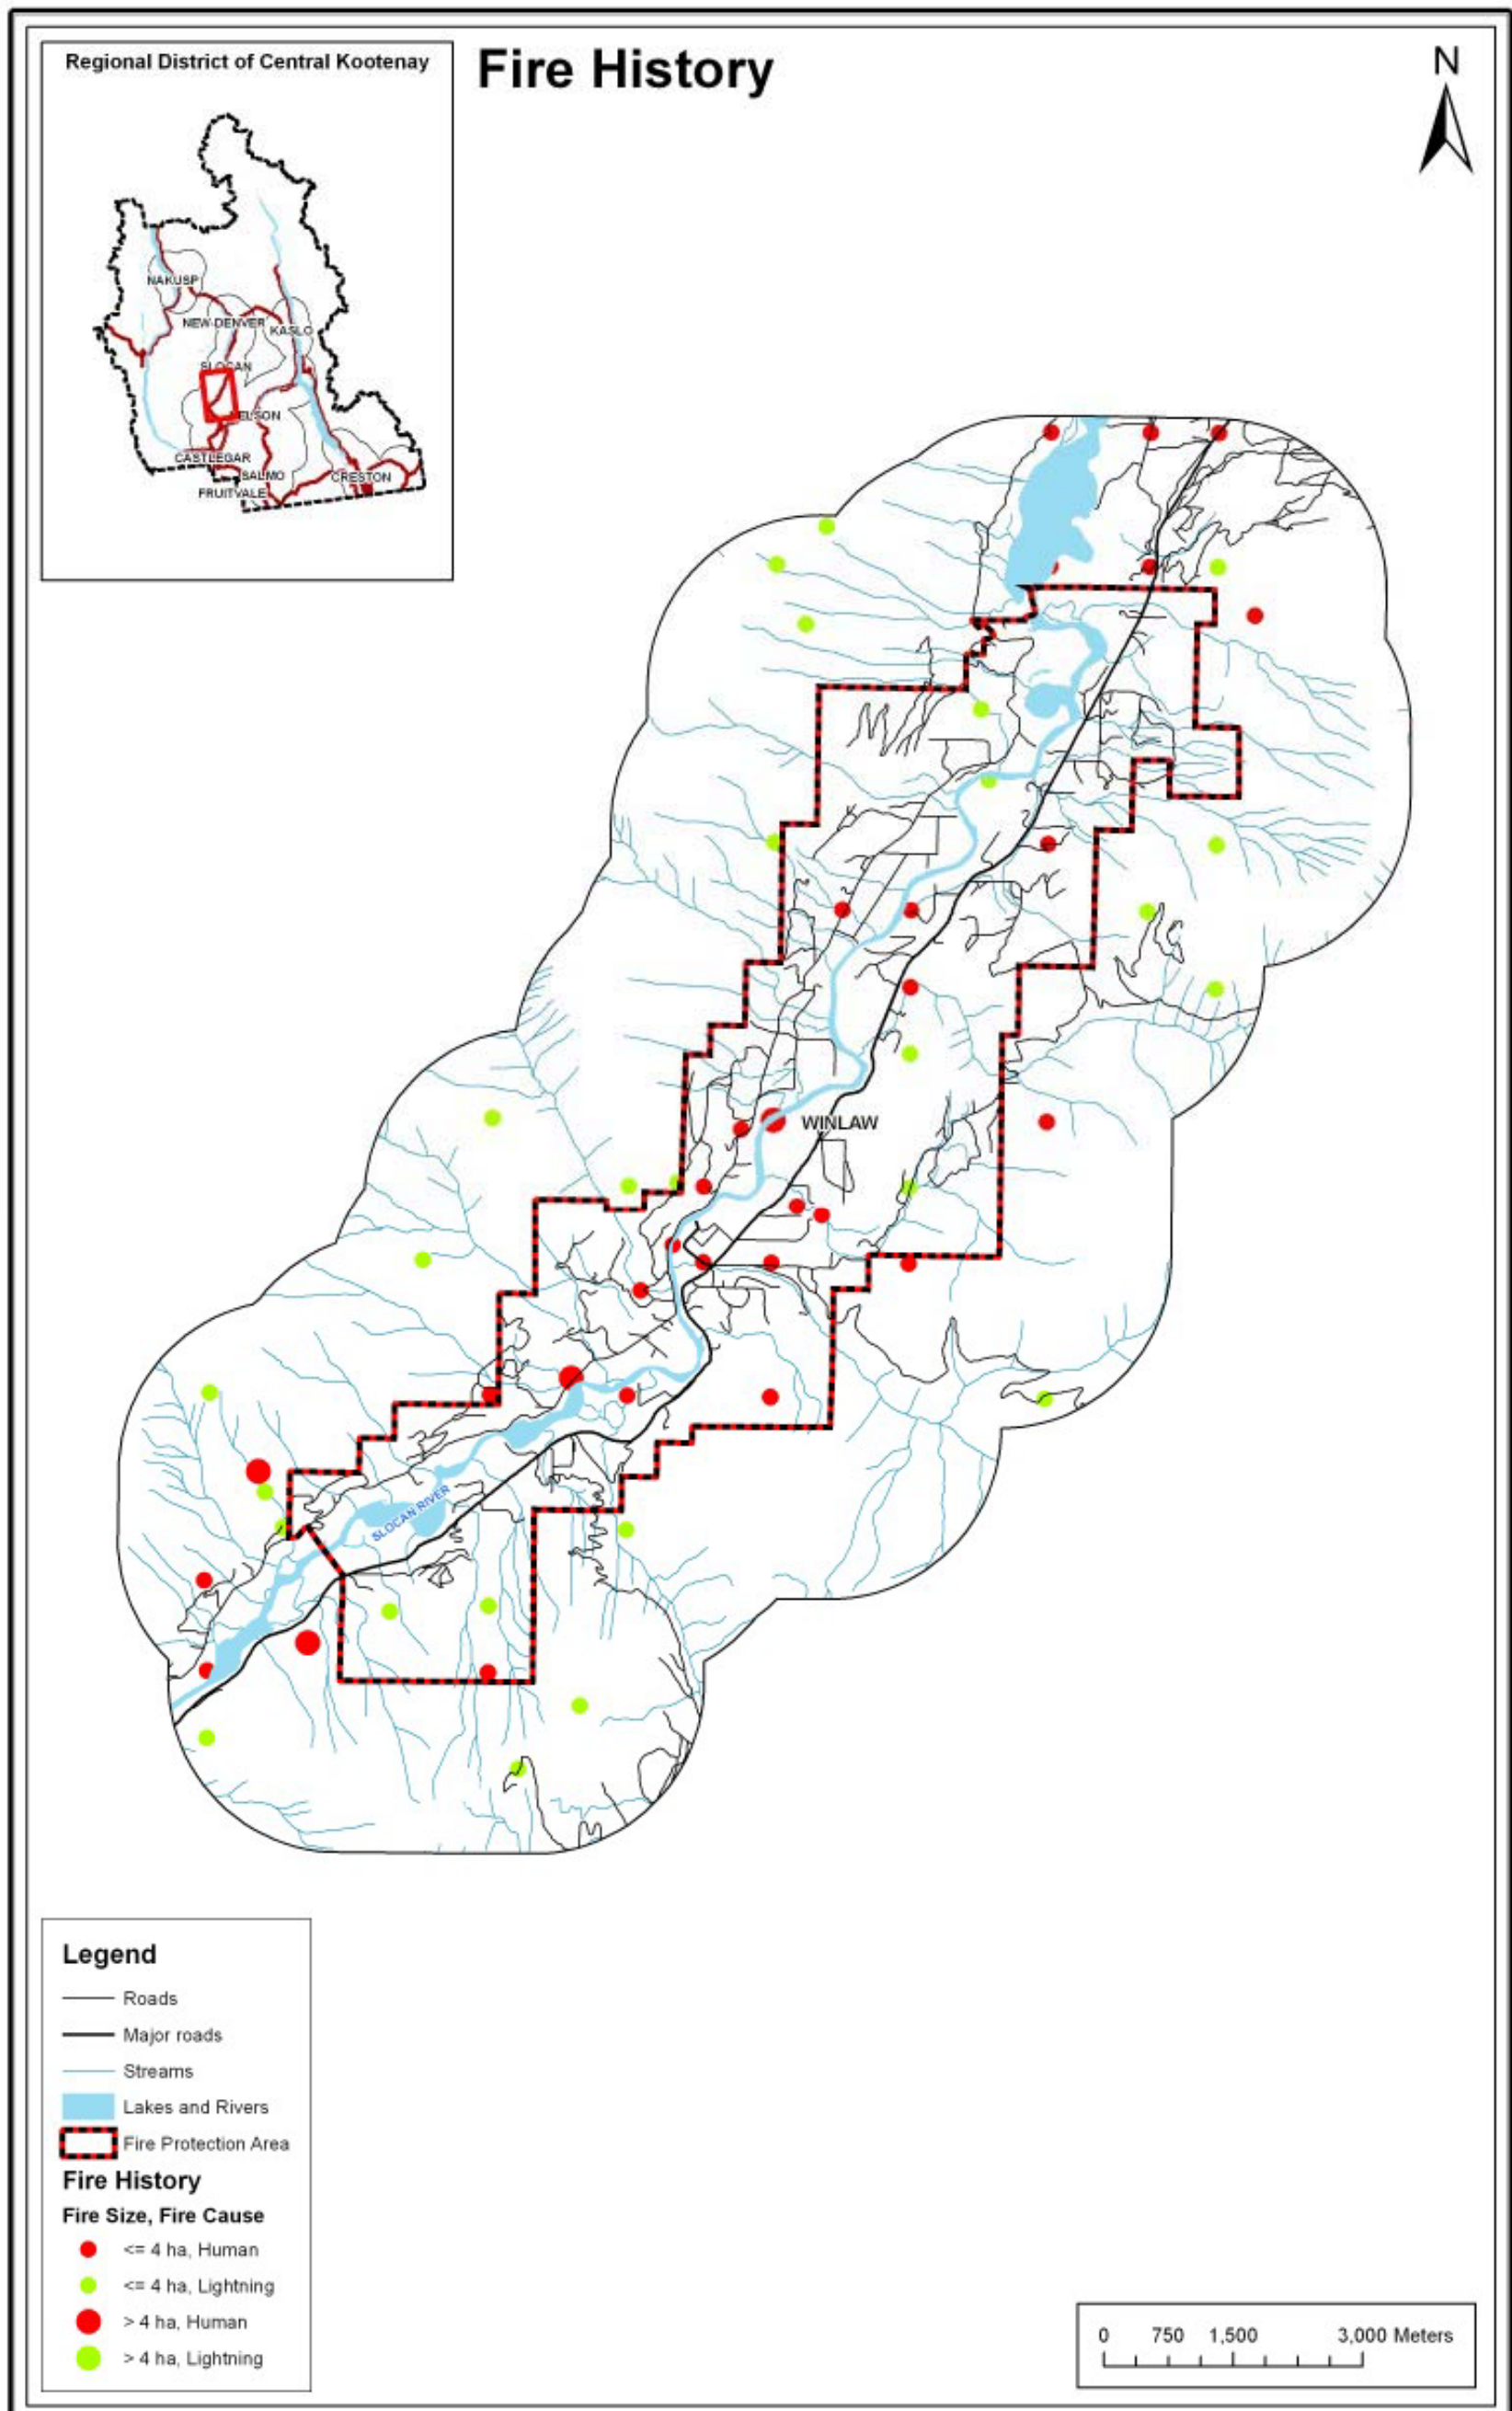 Regional District of Central Kootenay
Fire History
N
NAKUSP
NEW DENVER
KASLO
SLOCAN
NELSON
CASTLEGAR
SALMO
CRESTON
FRUITVALE
WINLAW
SLOCAN RIVER
Legend
Roads
Major roads
Streams
Lakes and Rivers
Fire Protection Area
Fire History
Fire Size, Fire Cause
<= 4 ha, Human
<= 4 ha, Lightning
> 4 ha, Human
> 4 ha, Lightning
0 750 1,500 3,000 Meters